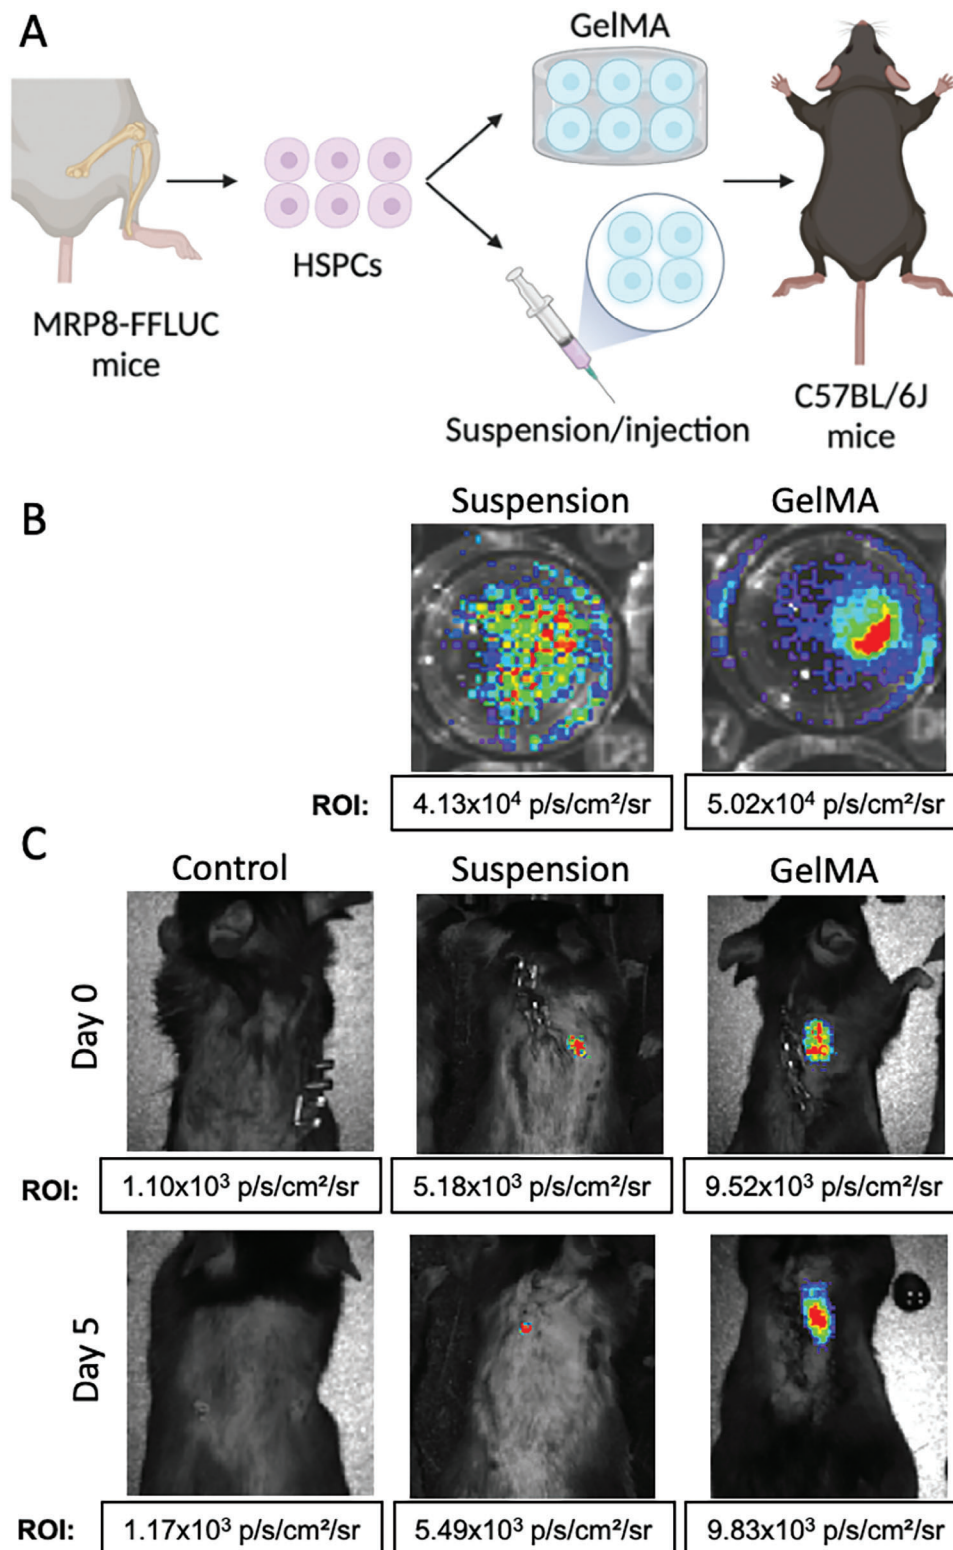 A
GelMA
HSPCs
MRP8-FFLUC
mice
Suspension/injection
C57BL/6J
mice
B
Suspension GelMA
ROI: 4.13x10⁴ p/s/cm²/sr 5.02x10⁴ p/s/cm²/sr
C
Control Suspension GelMA
Day 0
ROI: 1.10x10³ p/s/cm²/sr 5.18x10³ p/s/cm²/sr 9.52x10³ p/s/cm²/sr
Day 5
ROI: 1.17x10³ p/s/cm²/sr 5.49x10³ p/s/cm²/sr 9.83x10³ p/s/cm²/sr